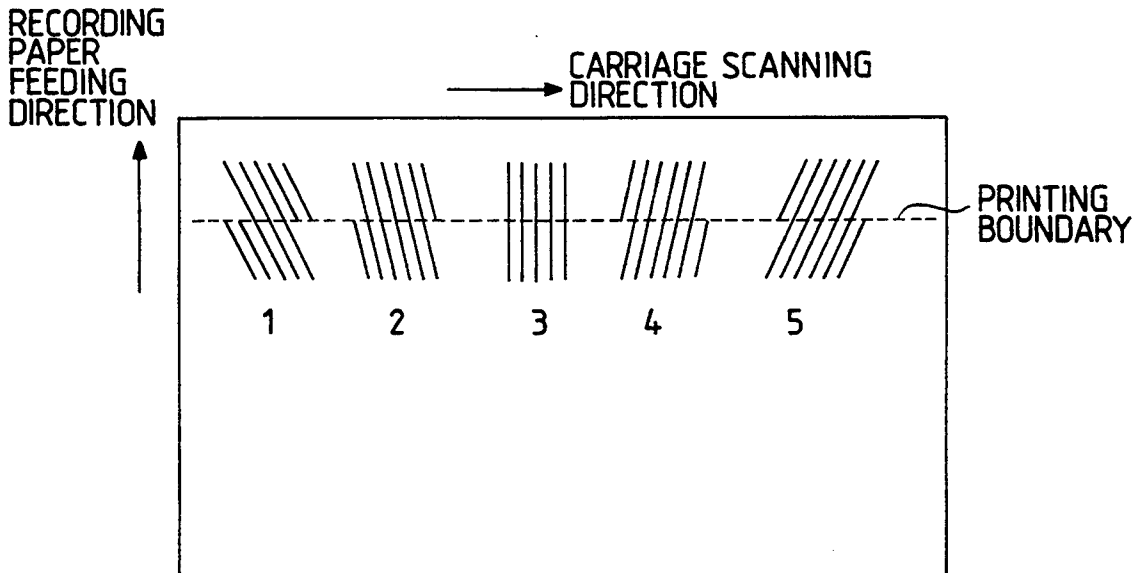 RECORDING
PAPER
FEEDING
DIRECTION
CARRIAGE SCANNING
DIRECTION
PRINTING
BOUNDARY
1 2 3 4 5